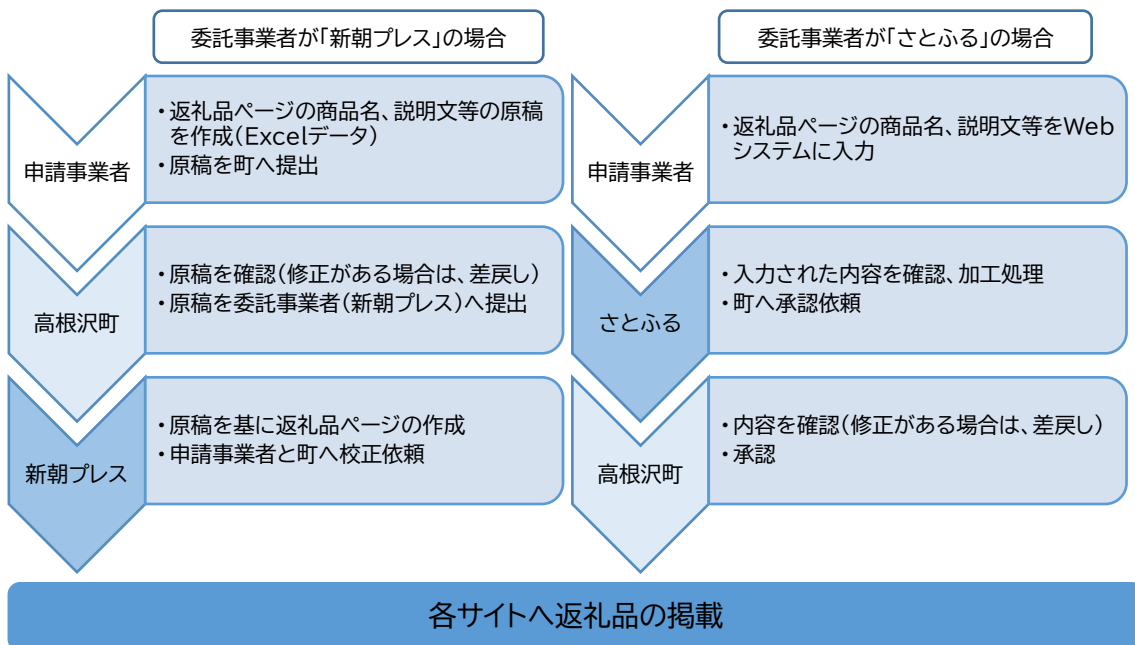 委託事業者が「新朝プレス」の場合
申請事業者
・返礼品ページの商品名、説明文等の原稿
を作成(Excelデータ)
・原稿を町へ提出
高根沢町
・原稿を確認(修正がある場合は、差戻し)
・原稿を委託事業者(新朝プレス)へ提出
新朝プレス
・原稿を基に返礼品ページの作成
・申請事業者と町へ校正依頼
委託事業者が「さとふる」の場合
申請事業者
・返礼品ページの商品名、説明文等をWeb
システムに入力
さとふる
・入力された内容を確認、加工処理
・町へ承認依頼
高根沢町
・内容を確認(修正がある場合は、差戻し)
・承認
各サイトへ返礼品の掲載